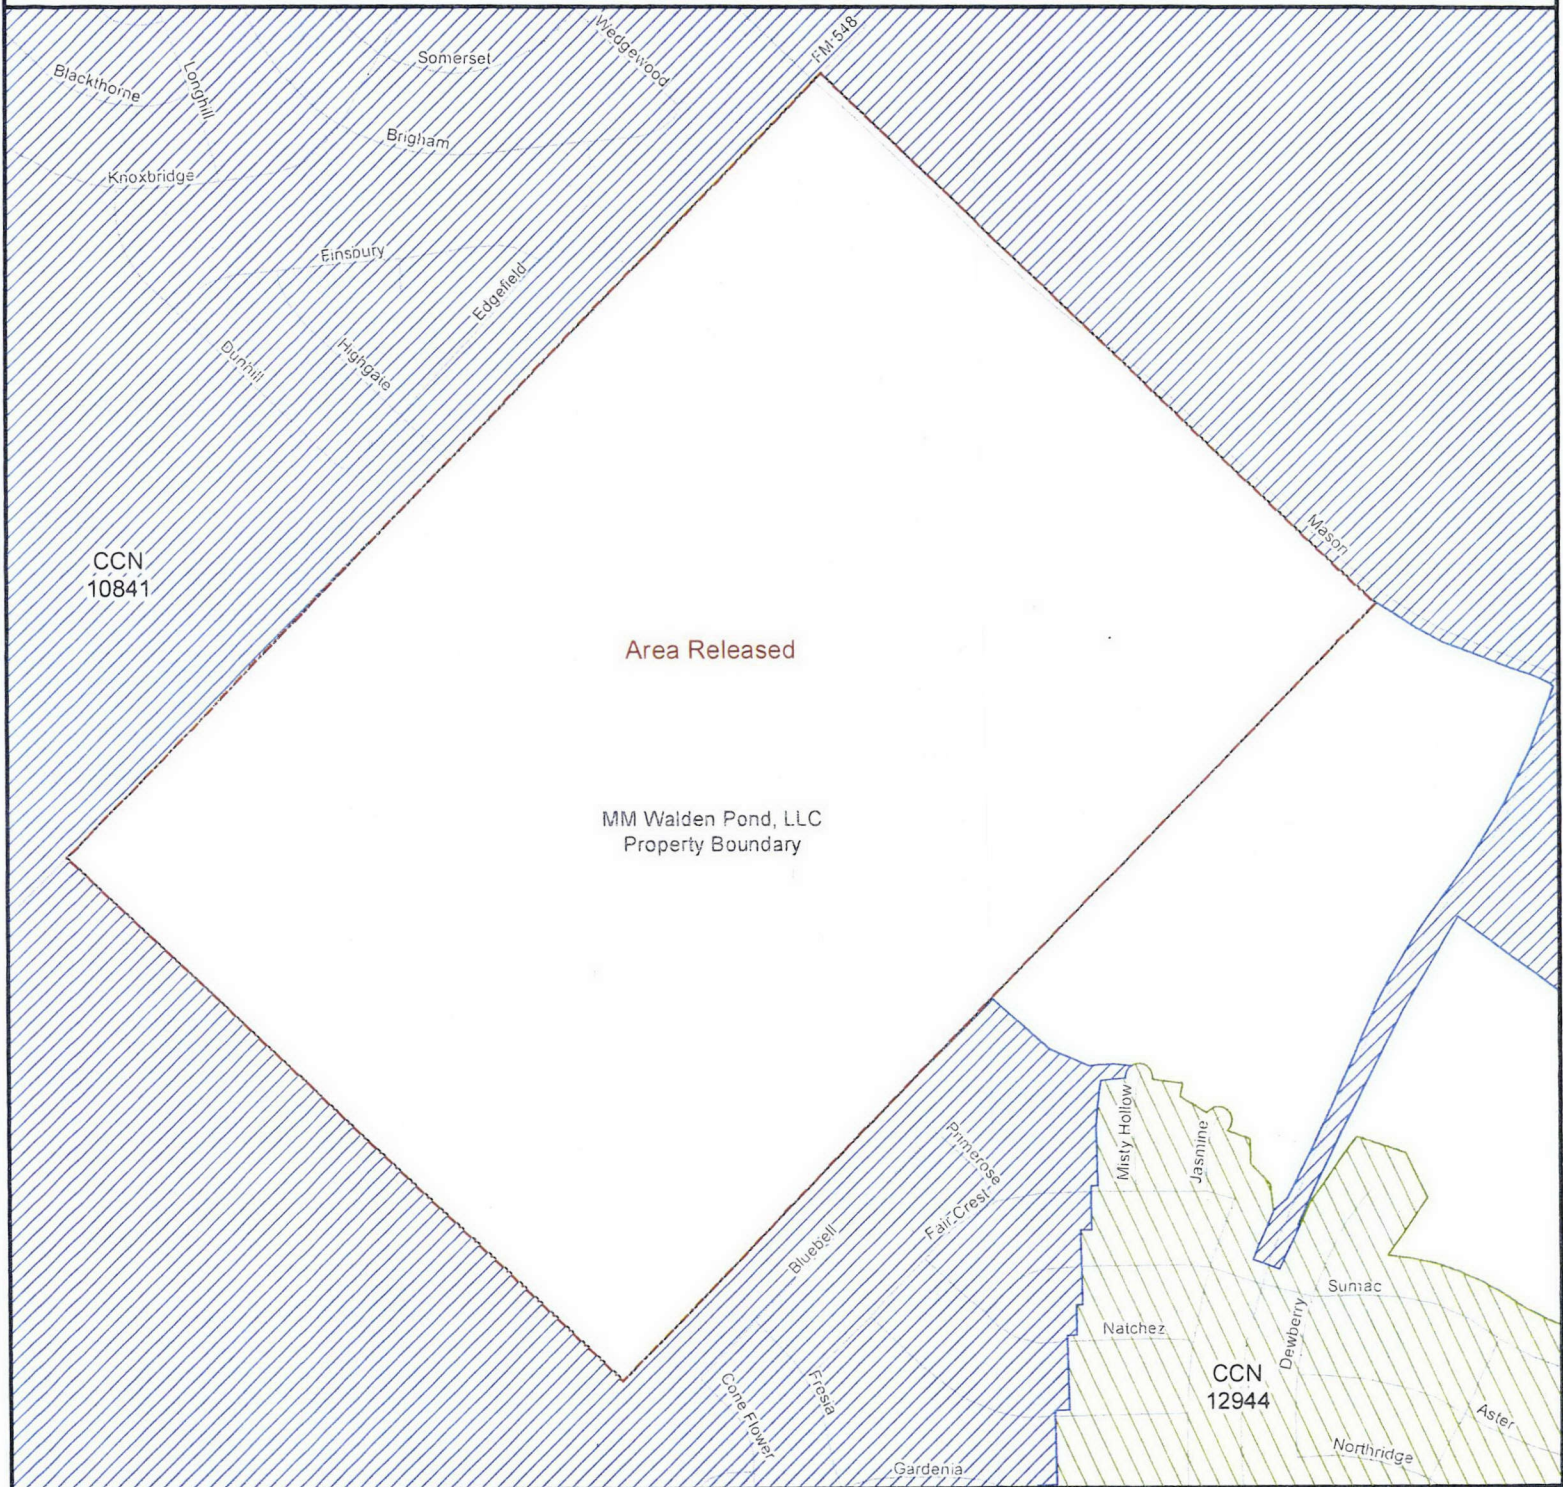 FM-548
Wedgewood
Somerset
Blackthorne
Longhill
Brigham
Knoxbridge
Finsbury
Edgefield
Dunhill
Highgate
Mason
CCN
10841
Area Released
MM Walden Pond, LLC
Property Boundary
Misty Hollow
Jasmine
Primerose
Fair Crest
Bluebell
Sumac
Natchez
Dewberry
CCN
12944
Fresia
Cone Flower
Aster
Northridge
Gardenia